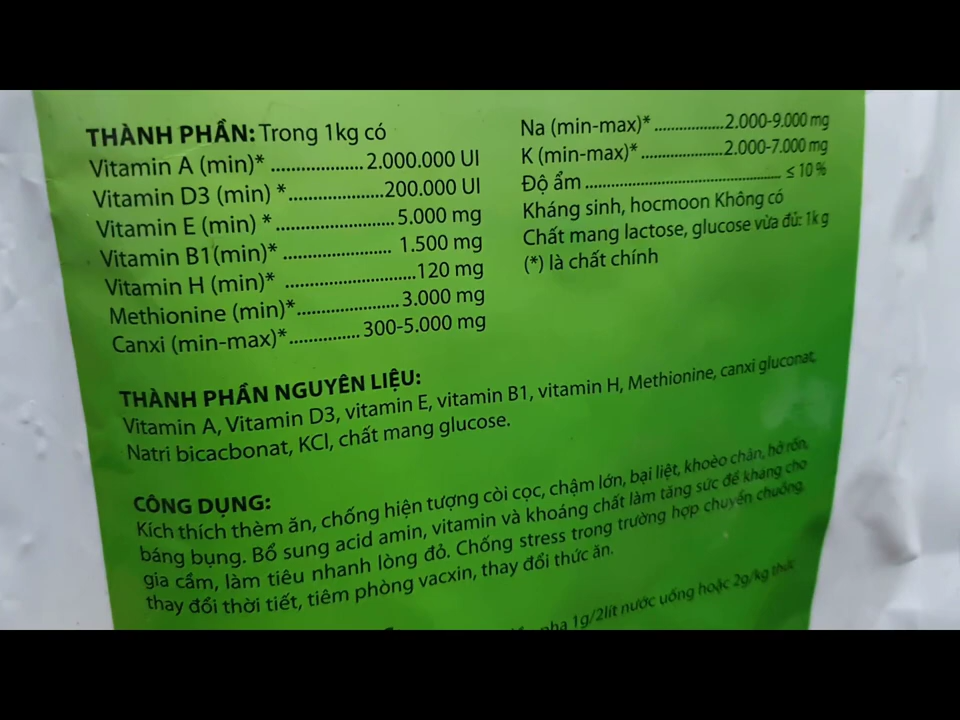 THÀNH PHẦN: Trong 1kg có
Vitamin A (min)* .................... 2.000.000 UI
Vitamin D3 (min) *....................200.000 UI
Vitamin E (min) * ......................... 5.000 mg
Vitamin B1(min)* ....................... 1.500 mg
Vitamin H (min)* ............................120 mg
Methionine (min)*...................... 3.000 mg
Canxi (min-max)*............... 300-5.000 mg
Na (min-max)* .................2.000-9.000 mg
K (min-max)* ....................2.000-7.000 mg
Độ ẩm .................................................. ≤ 10 %
Kháng sinh, hocmoon Không có
Chất mang lactose, glucose vừa đủ: 1kg
(*) là chất chính
THÀNH PHẦN NGUYÊN LIỆU:
Vitamin A, Vitamin D3, vitamin E, vitamin B1, vitamin H, Methionine, canxi gluconat,
Natri bicacbonat, KCl, chất mang glucose.
CÔNG DỤNG:
Kích thích thèm ăn, chống hiện tượng còi cọc, chậm lớn, bại liệt, khoèo chân, hở rốn,
báng bụng. Bổ sung acid amin, vitamin và khoáng chất làm tăng sức đề kháng cho
gia cầm, làm tiêu nhanh lòng đỏ. Chống stress trong trường hợp chuyển chuồng,
thay đổi thời tiết, tiêm phòng vacxin, thay đổi thức ăn.
pha 1g/2lít nước uống hoặc 2g/kg thức